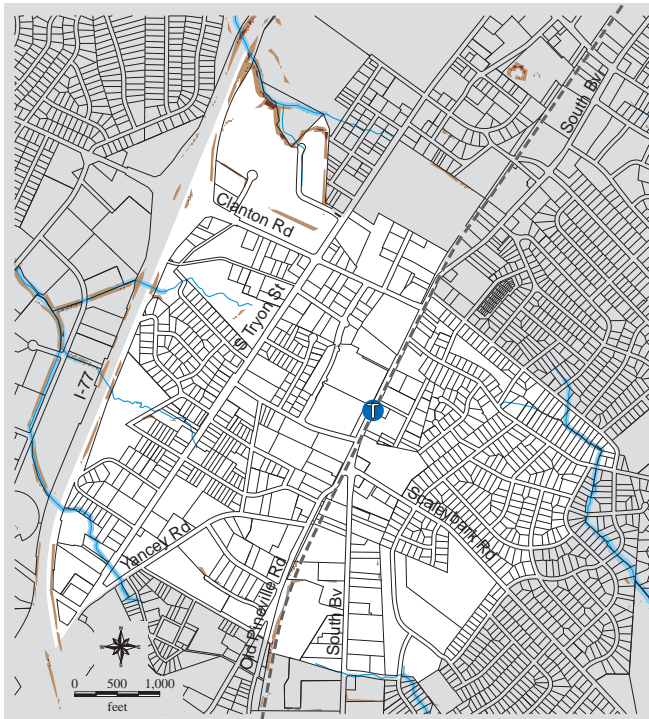 South Bv
Clanton Rd
S Tryon St
I-77
T
Scaleybark Rd
Yancey Rd
Old Pineville Rd
South Bv
N
W E
S
0 500 1,000
feet